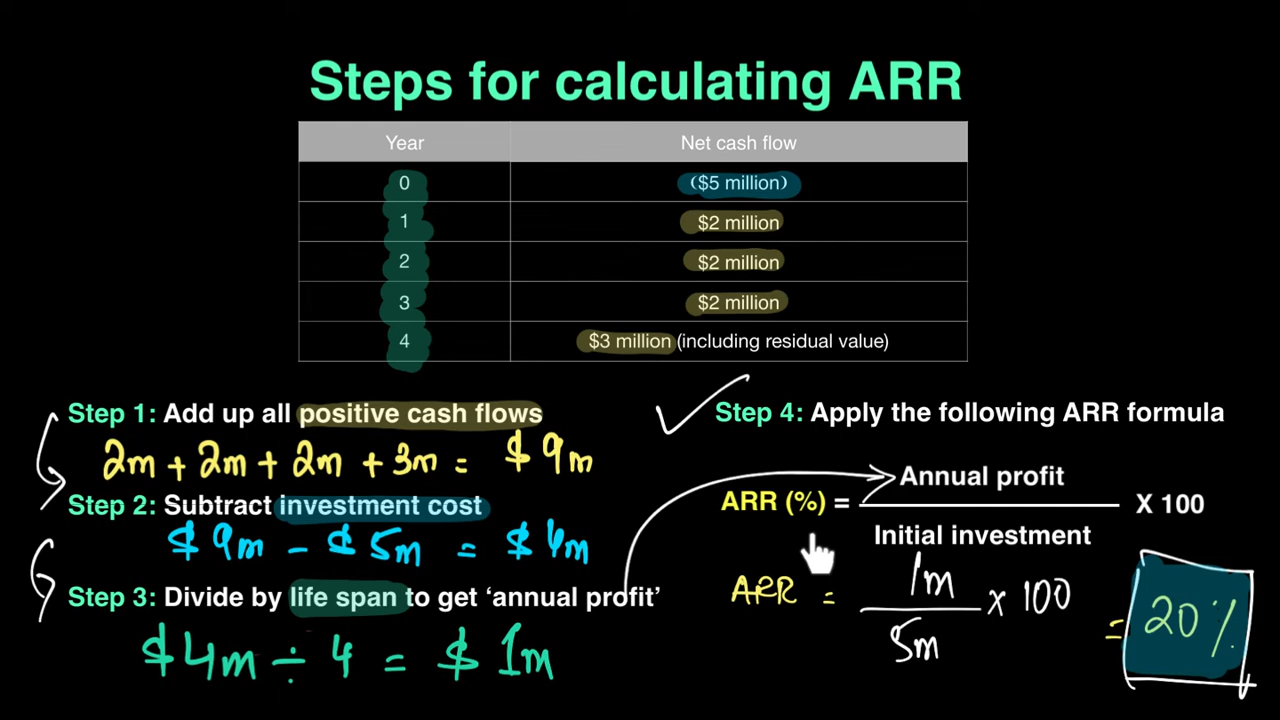 Steps for calculating ARR
Year Net cash flow
0 ($5 million)
1 $2 million
2 $2 million
3 $2 million
4 $3 million (including residual value)
Step 1: Add up all positive cash flows
2m + 2m + 2m + 3m = $9m
Step 2: Subtract investment cost
$9m - $5m = $4m
Step 3: Divide by life span to get ‘annual profit’
$4m ÷ 4 = $1m
Step 4: Apply the following ARR formula
Annual profit
ARR (%) = X 100
Initial investment
1m
ARR = x 100 = 20%
5m